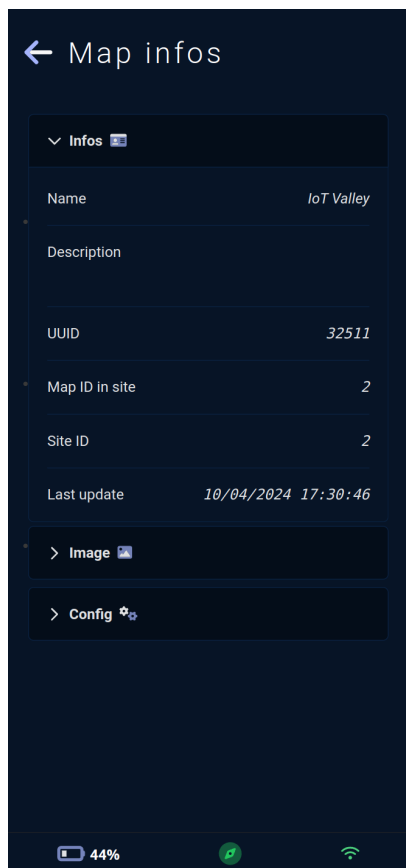 Map infos
Infos
Name IoT Valley
Description
UUID 32511
Map ID in site 2
Site ID 2
Last update 10/04/2024 17:30:46
Image
Config
44%